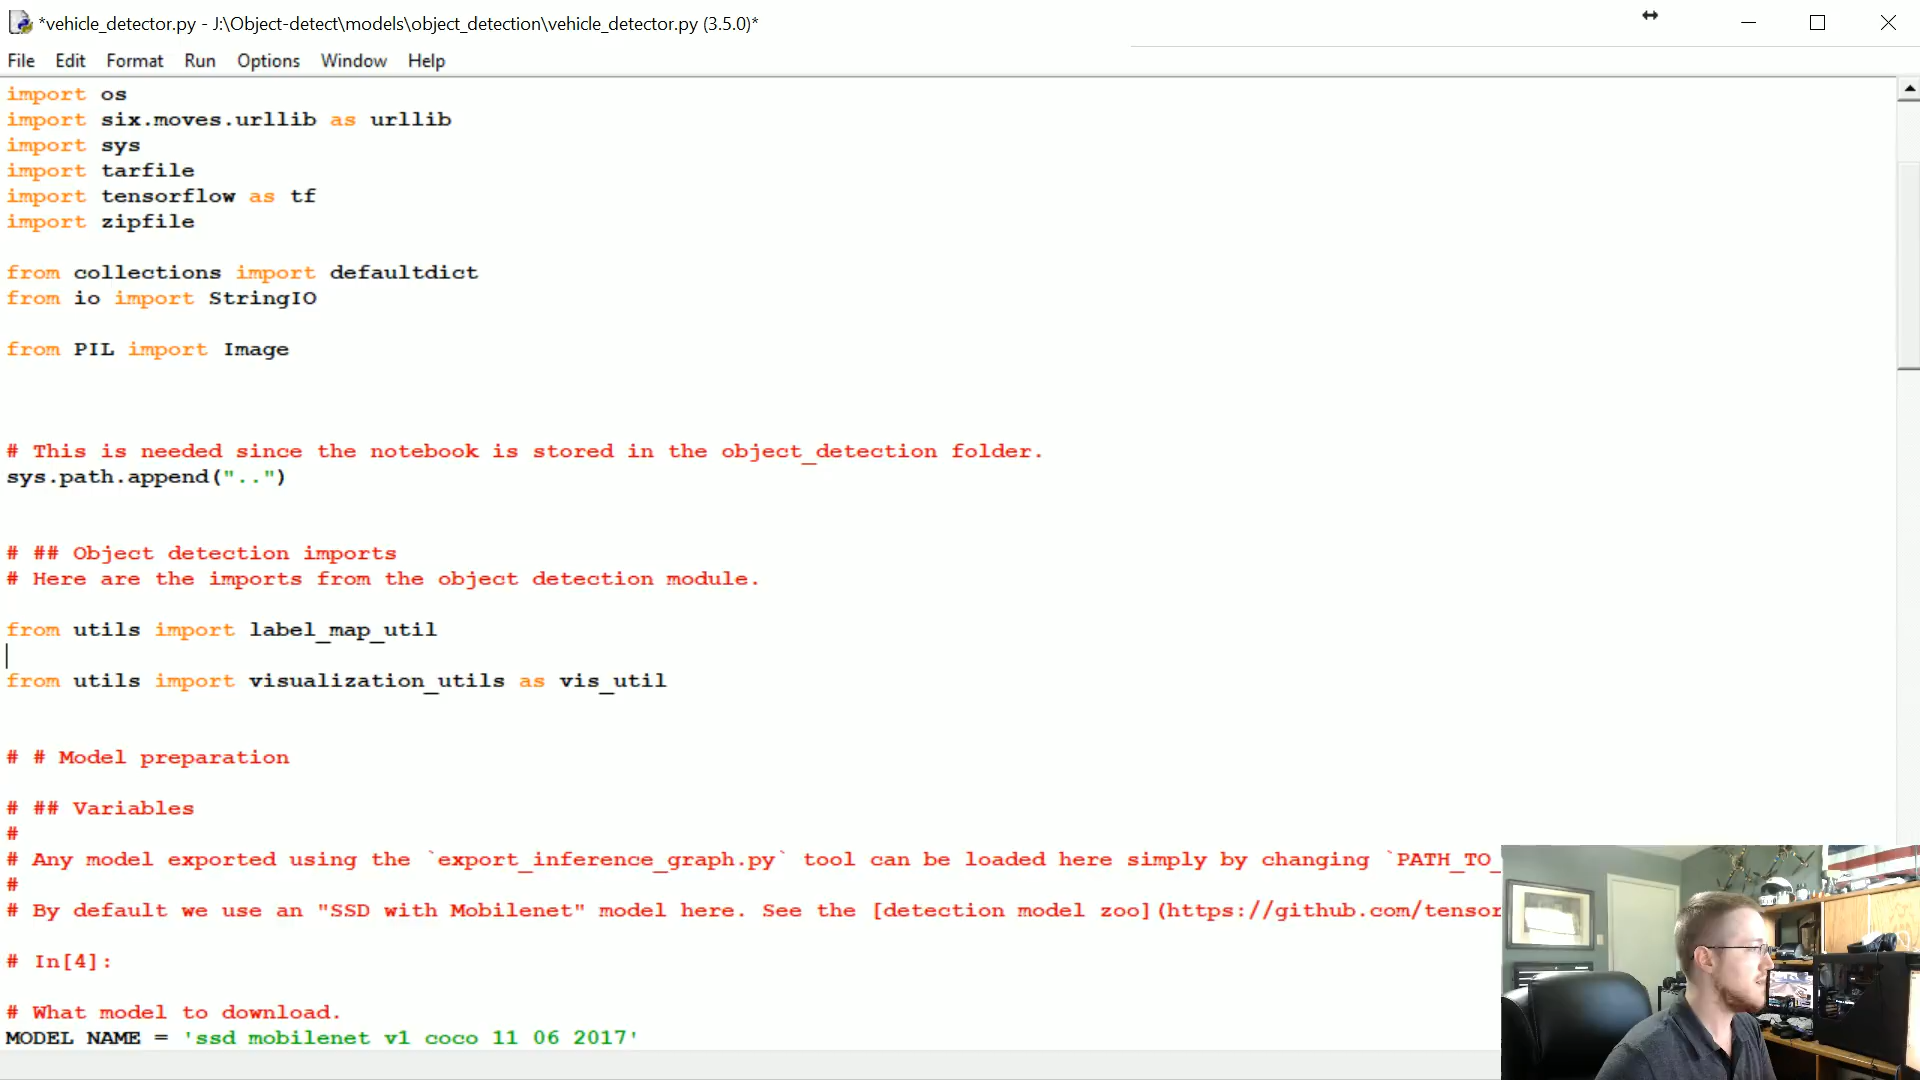 *vehicle_detector.py - J:\Object-detect\models\object_detection\vehicle_detector.py (3.5.0)*
File Edit Format Run Options Window Help
import os
import six.moves.urllib as urllib
import sys
import tarfile
import tensorflow as tf
import zipfile
from collections import defaultdict
from io import StringIO
from PIL import Image
# This is needed since the notebook is stored in the object_detection folder.
sys.path.append("..")
# ## Object detection imports
# Here are the imports from the object detection module.
from utils import label_map_util
from utils import visualization_utils as vis_util
# # Model preparation
# ## Variables
#
# Any model exported using the `export_inference_graph.py` tool can be loaded here simply by changing `PATH_TO_
#
# By default we use an "SSD with Mobilenet" model here. See the [detection model zoo](https://github.com/tensor
# In[4]:
# What model to download.
MODEL_NAME = 'ssd_mobilenet_v1_coco_11_06_2017'